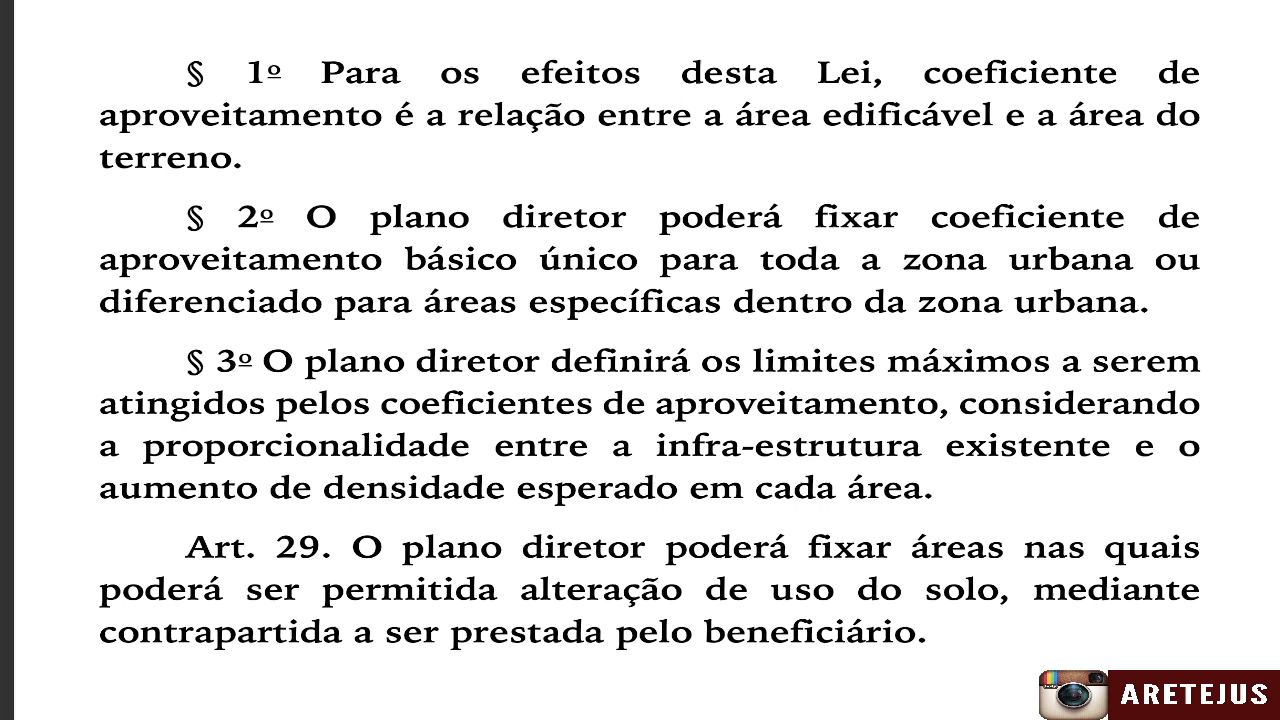 § 1º Para os efeitos desta Lei, coeficiente de
aproveitamento é a relação entre a área edificável e a área do
terreno.
§ 2º O plano diretor poderá fixar coeficiente de
aproveitamento básico único para toda a zona urbana ou
diferenciado para áreas específicas dentro da zona urbana.
§ 3º O plano diretor definirá os limites máximos a serem
atingidos pelos coeficientes de aproveitamento, considerando
a proporcionalidade entre a infra-estrutura existente e o
aumento de densidade esperado em cada área.
Art. 29. O plano diretor poderá fixar áreas nas quais
poderá ser permitida alteração de uso do solo, mediante
contrapartida a ser prestada pelo beneficiário.
ARETEJUS